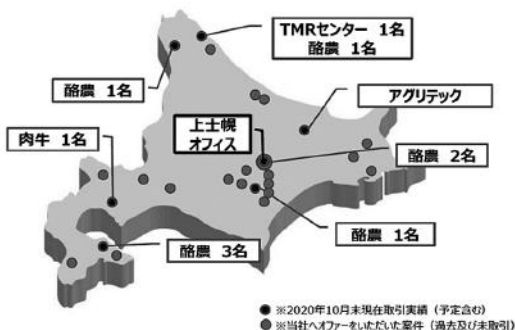 TMRセンター 1名
酪農 1名
酪農 1名
アグリテック
上士幌
オフィス
肉牛 1名
酪農 2名
酪農 1名
酪農 3名
※2020年10月末現在取引実績（予定含む）
※当社へオファーをいただいた案件（過去及び未取引）